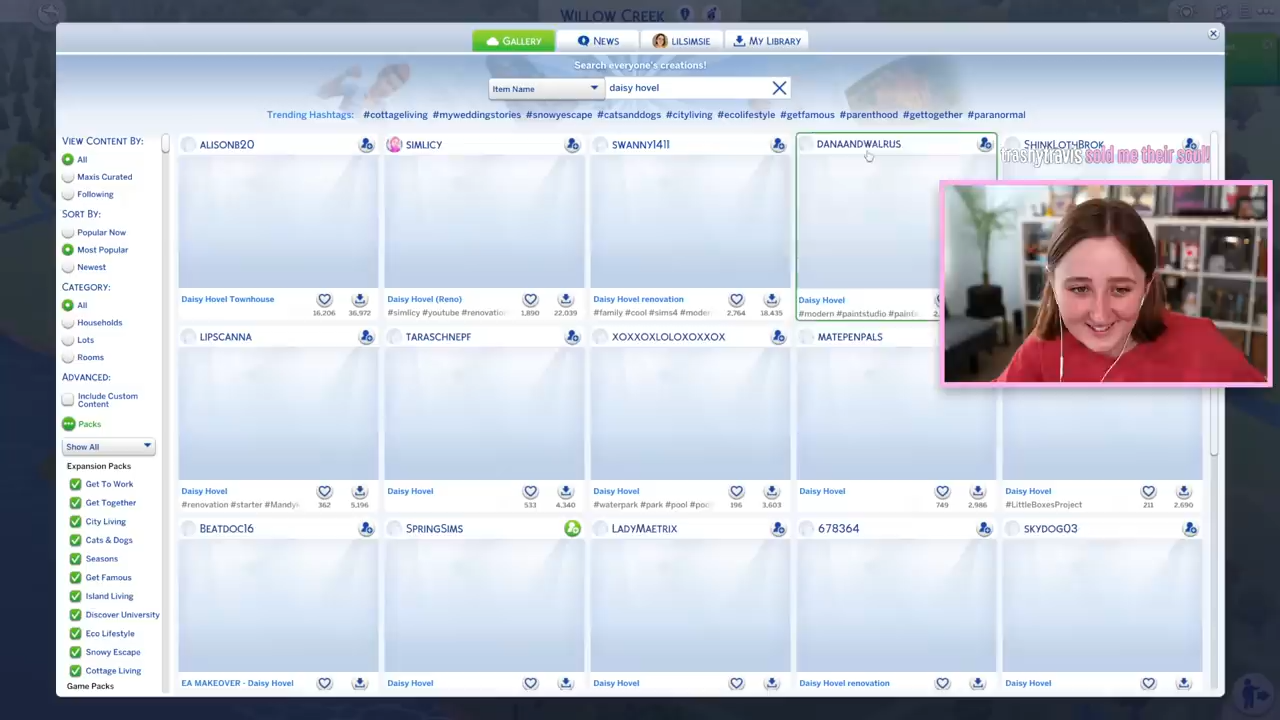 WILLOW CREEK
GALLERY
NEWS
LILSIMSIE
MY LIBRARY
Search everyone's creations!
Item Name
daisy hovel
Trending Hashtags: #cottageliving #myweddingstories #snowyescape #catsanddogs #cityliving #ecolifestyle #getfamous #parenthood #gettogether #paranormal
VIEW CONTENT BY:
All
Maxis Curated
Following
SORT BY:
Popular Now
Most Popular
Newest
CATEGORY:
All
Households
Lots
Rooms
ADVANCED:
Include Custom
Content
Packs
Show All
Expansion Packs
Get To Work
Get Together
City Living
Cats & Dogs
Seasons
Get Famous
Island Living
Discover University
Eco Lifestyle
Snowy Escape
Cottage Living
Game Packs
ALISON820
SIMLICY
SWANNY1411
DANAANDWALRUS
SHINKLOTHBROK
trashytravis sold me their soul!
Daisy Hovel Townhouse
16,206
36,972
Daisy Hovel (Reno)
#simlicy #youtube #renovatio
1,890
22,039
Daisy Hovel renovation
#family #cool #sims4 #moder
2,764
18,435
Daisy Hovel
#modern #paintstudio #paint
LIPSCANNA
TARASCHNEPF
XOXXOXLOLOXOXXOX
MATEPENPALS
Daisy Hovel
#renovation #starter #Mandy
362
5,196
Daisy Hovel
533
4,340
Daisy Hovel
#waterpark #park #pool #poo
196
3,603
Daisy Hovel
749
2,986
Daisy Hovel
#LittleBoxesProject
211
2,690
BEATDOC16
SPRINGSIMS
LADYMAETRIX
678364
SKYDOG03
EA MAKEOVER - Daisy Hovel
Daisy Hovel
Daisy Hovel
Daisy Hovel renovation
Daisy Hovel